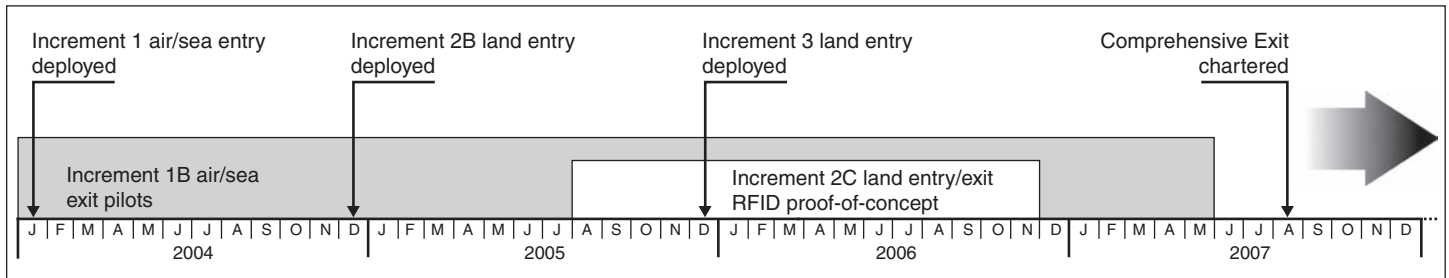 Increment 1 air/sea entry
deployed
Increment 2B land entry
deployed
Increment 3 land entry
deployed
Comprehensive Exit
chartered
Increment 1B air/sea
exit pilots
Increment 2C land entry/exit
RFID proof-of-concept
J F M A M J J A S O N D J F M A M J J A S O N D J F M A M J J A S O N D J F M A M J J A S O N D
2004 2005 2006 2007